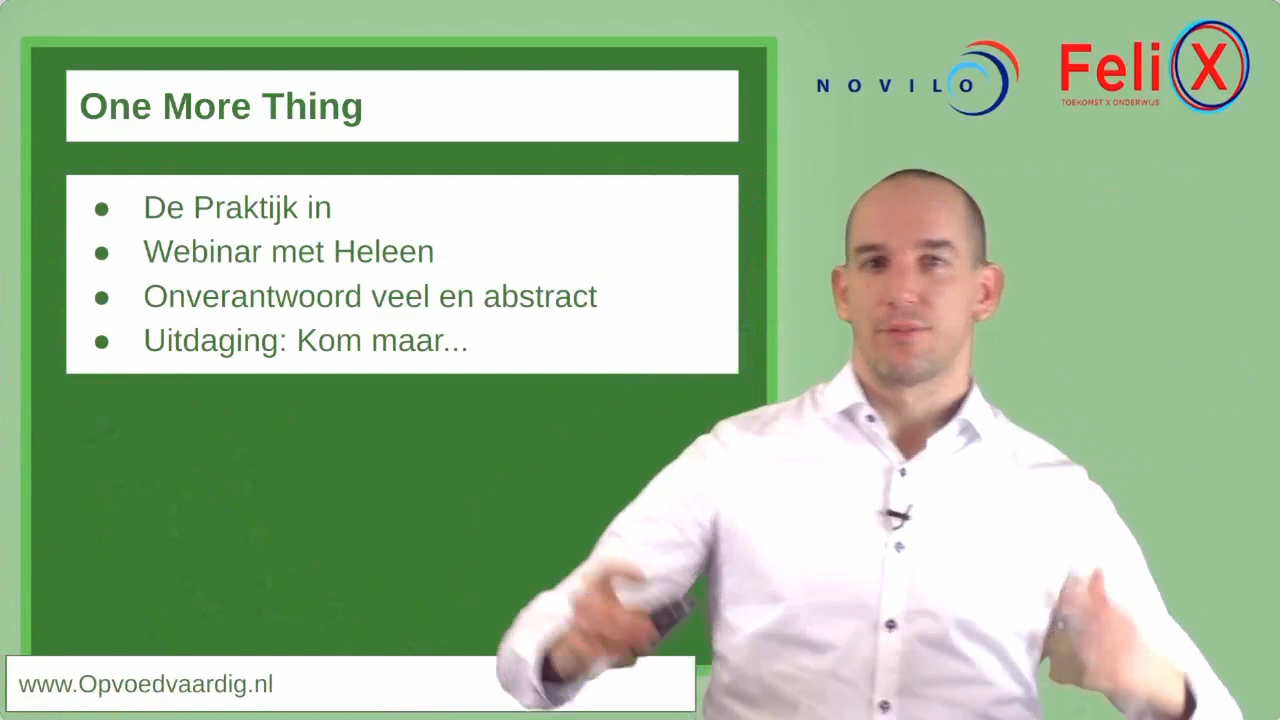 One More Thing
De Praktijk in
Webinar met Heleen
Onverantwoord veel en abstract
Uitdaging: Kom maar...
NOVILO
FeliX
TOEKOMST X ONDERWIJS
www.Opvoedvaardig.nl